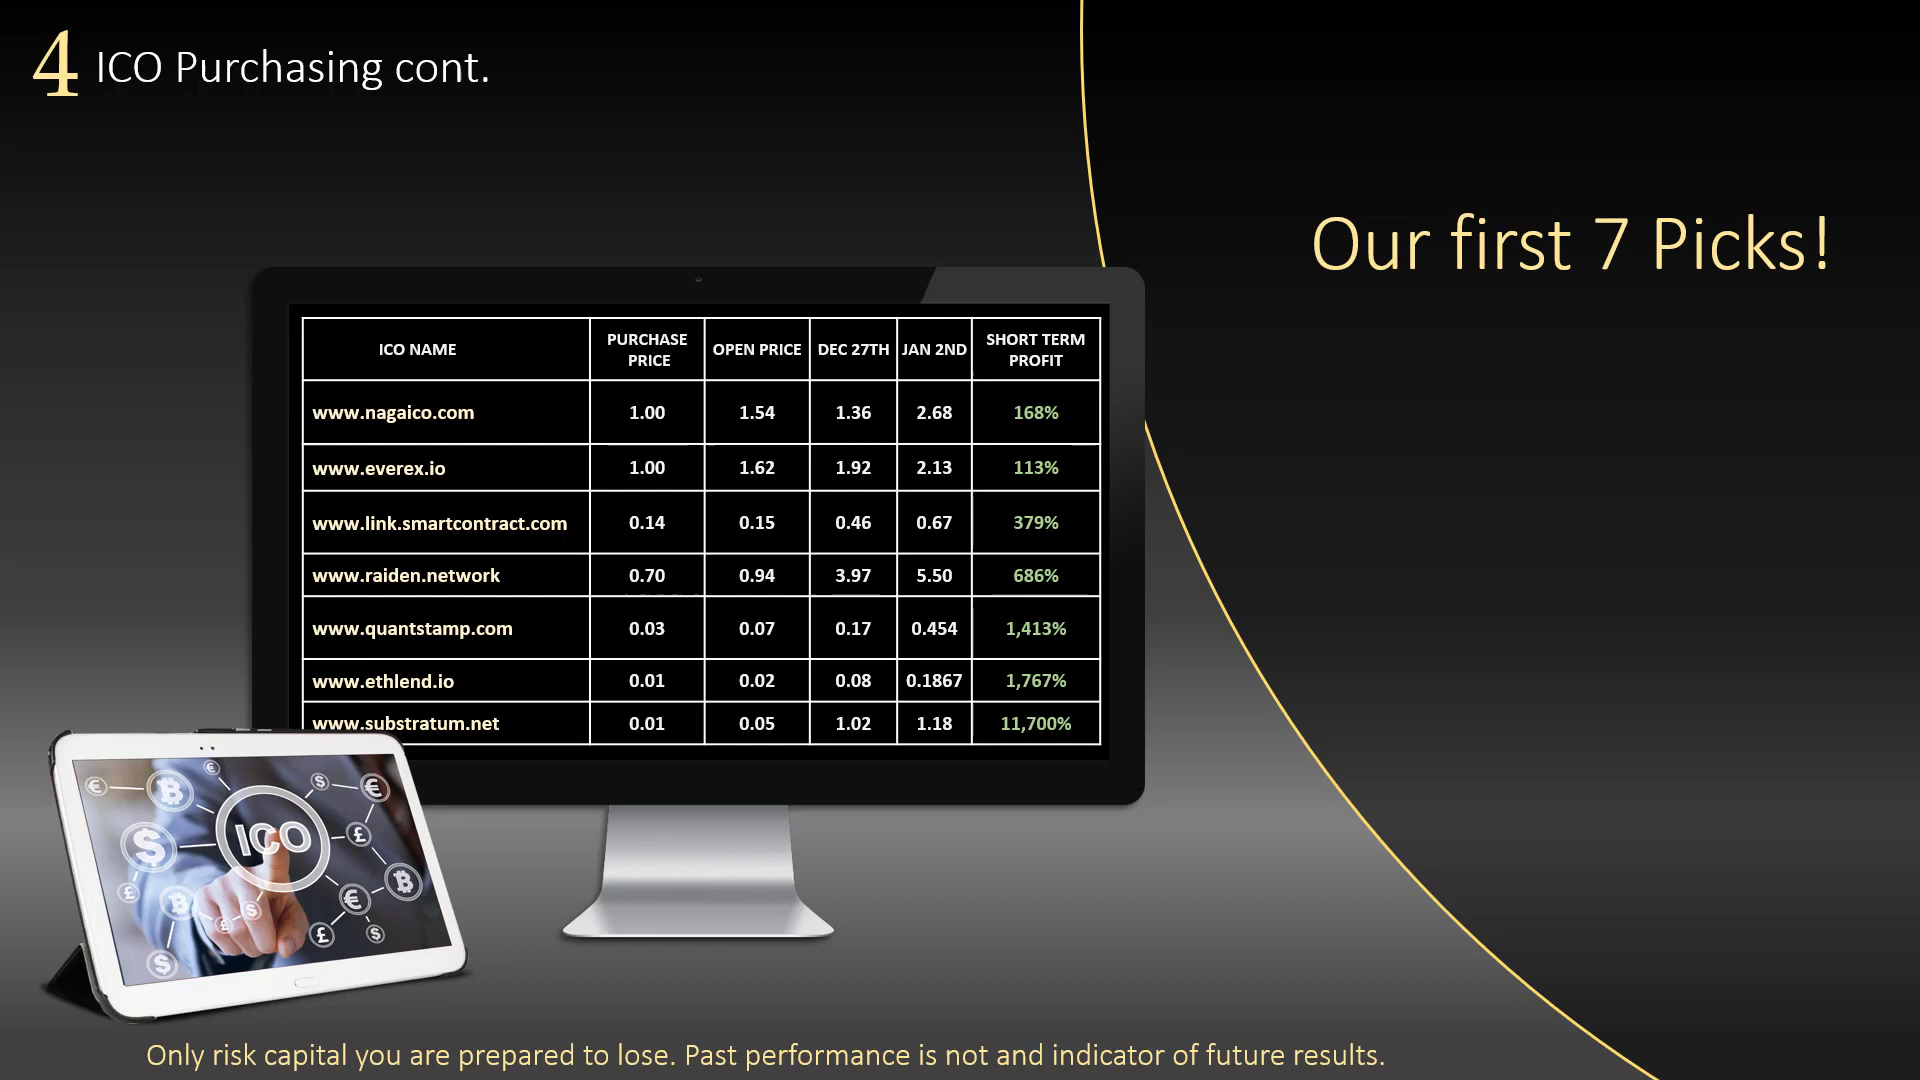 4 ICO Purchasing cont.
Our first 7 Picks!
ICO NAME PURCHASE PRICE OPEN PRICE DEC 27TH JAN 2ND SHORT TERM PROFIT
www.nagaico.com 1.00 1.54 1.36 2.68 168%
www.everex.io 1.00 1.62 1.92 2.13 113%
www.link.smartcontract.com 0.14 0.15 0.46 0.67 379%
www.raiden.network 0.70 0.94 3.97 5.50 686%
www.quantstamp.com 0.03 0.07 0.17 0.454 1,413%
www.ethlend.io 0.01 0.02 0.08 0.1867 1,767%
www.substratum.net 0.01 0.05 1.02 1.18 11,700%
ICO
Only risk capital you are prepared to lose. Past performance is not and indicator of future results.